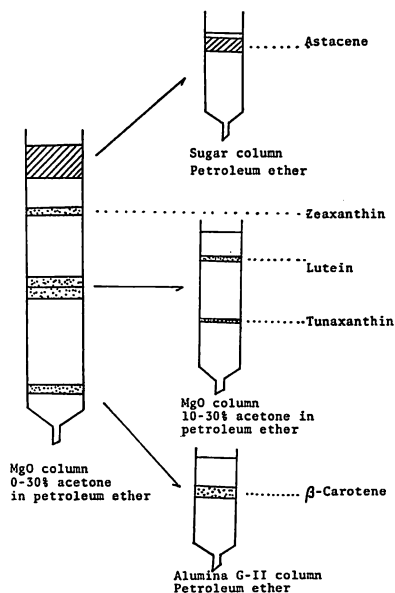 Astacene
Sugar column
Petroleum ether
Zeaxanthin
Lutein
Tunaxanthin
MgO column
10-30% acetone in
petroleum ether
MgO column
0-30% acetone
in petroleum ether
β-Carotene
Alumina G-II column
Petroleum ether